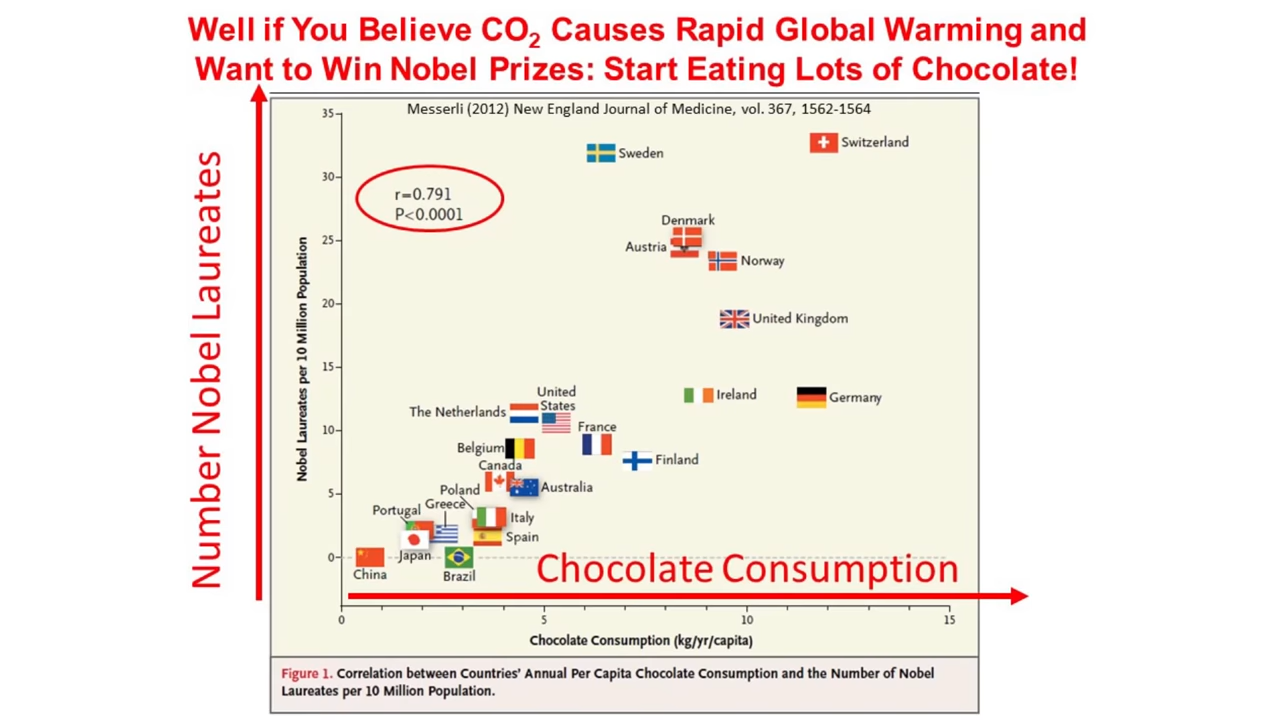 Well if You Believe CO₂ Causes Rapid Global Warming and
Want to Win Nobel Prizes: Start Eating Lots of Chocolate!
Messerli (2012) New England Journal of Medicine, vol. 367, 1562-1564
Number Nobel Laureates
Nobel Laureates per 10 Million Population
35
30
25
20
15
10
5
0
r=0.791
P<0.0001
Switzerland
Sweden
Denmark
Austria
Norway
United Kingdom
Ireland
Germany
United
States
The Netherlands
France
Belgium
Finland
Canada
Australia
Poland
Greece
Portugal
Italy
Spain
Japan
China
Brazil
Chocolate Consumption
0
5
10
15
Chocolate Consumption (kg/yr/capita)
Figure 1. Correlation between Countries' Annual Per Capita Chocolate Consumption and the Number of Nobel
Laureates per 10 Million Population.